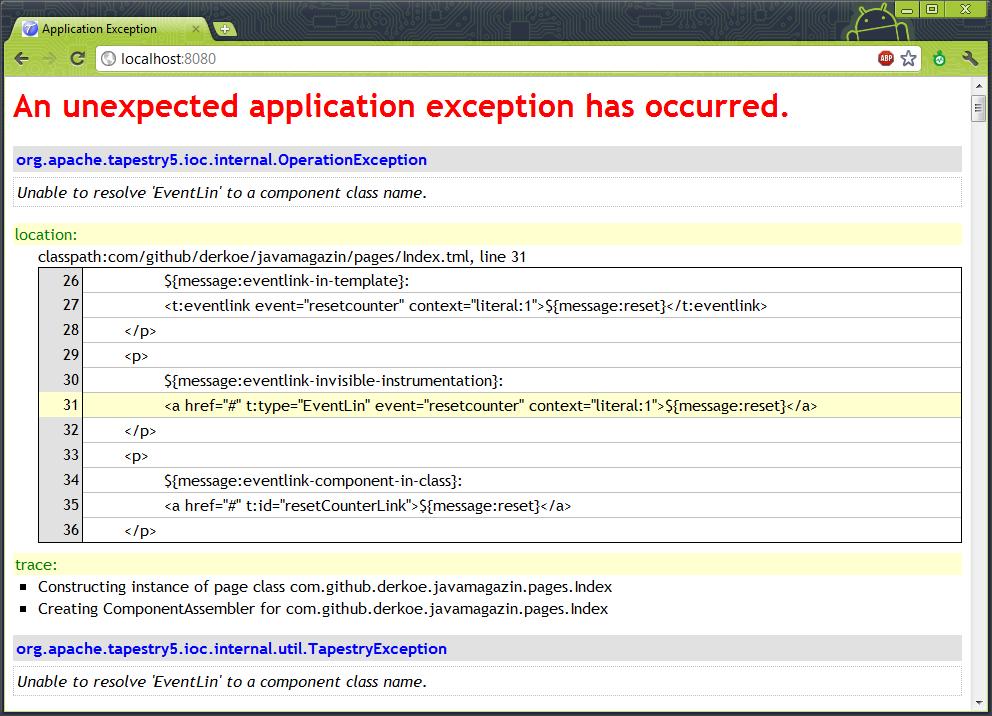 Application Exception
localhost:8080
ABP
An unexpected application exception has occurred.
org.apache.tapestry5.ioc.internal.OperationException
Unable to resolve 'EventLin' to a component class name.
location:
classpath:com/github/derkoe/javamagazin/pages/Index.tml, line 31
26 ${message:eventlink-in-template}:
27 <t:eventlink event="resetcounter" context="literal:1">${message:reset}</t:eventlink>
28 </p>
29 <p>
30 ${message:eventlink-invisible-instrumentation}:
31 <a href="#" t:type="EventLin" event="resetcounter" context="literal:1">${message:reset}</a>
32 </p>
33 <p>
34 ${message:eventlink-component-in-class}:
35 <a href="#" t:id="resetCounterLink">${message:reset}</a>
36 </p>
trace:
Constructing instance of page class com.github.derkoe.javamagazin.pages.Index
Creating ComponentAssembler for com.github.derkoe.javamagazin.pages.Index
org.apache.tapestry5.ioc.internal.util.TapestryException
Unable to resolve 'EventLin' to a component class name.